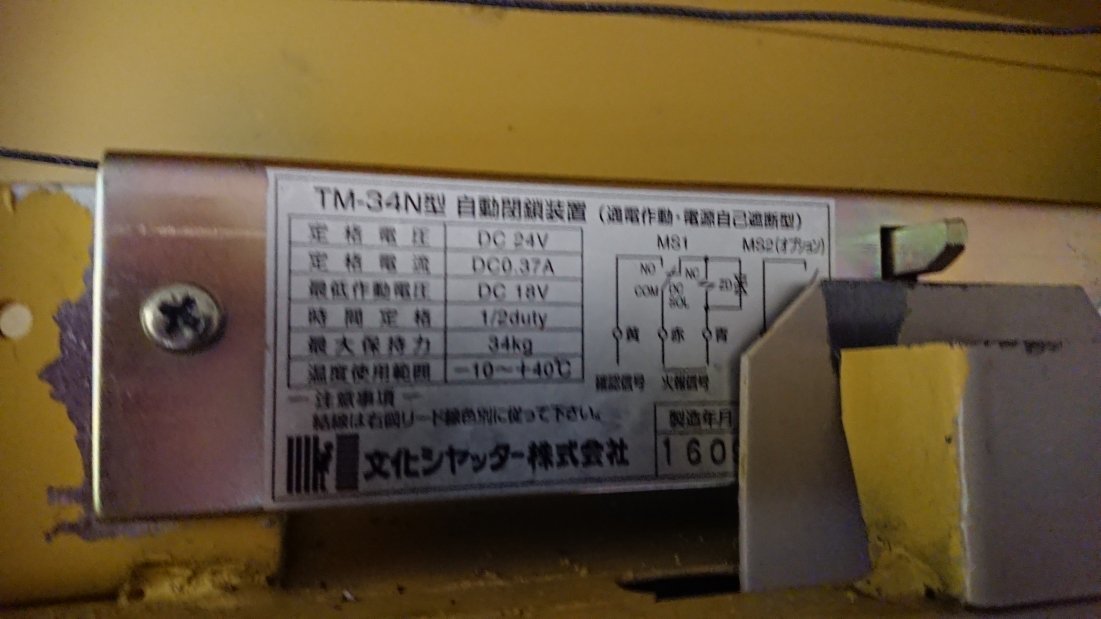 TM-34N型 自動閉鎖装置 (通電作動・電源自己遮断型)
定格電圧 DC 24V
定格電流 DC0.37A
最低作動電圧 DC 18V
時間定格 1/2duty
最大保持力 34kg
温度使用範囲 -10～+40℃
注意事項
結線は右図リード線色別に従って下さい。
文化シヤッター株式会社
MS1 MS2(オプション)
NO NC
COM DC SOL ZD
黄 赤 青
確認信号 火報信号
製造年月
160